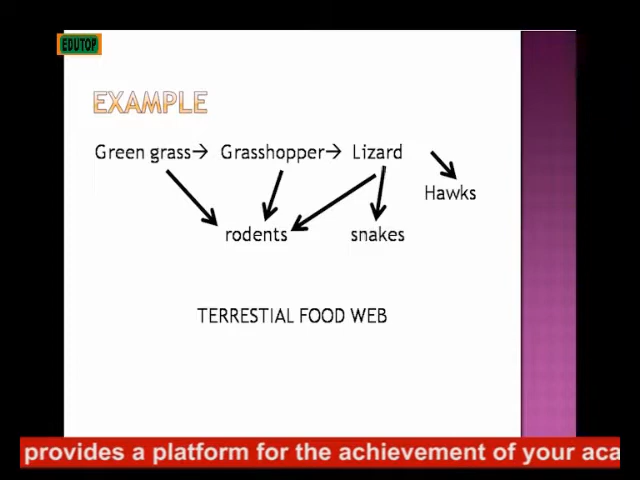 EDUTOP
EXAMPLE
Green grass→ Grasshopper→ Lizard
Hawks
rodents snakes
TERRESTIAL FOOD WEB
provides a platform for the achievement of your aca